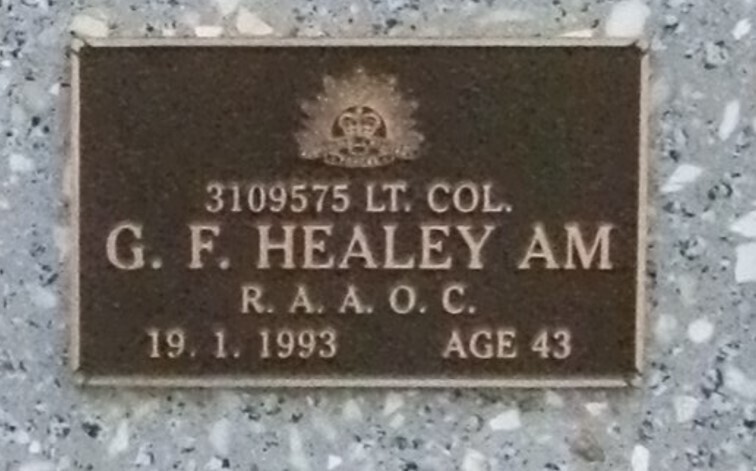 3109575 LT. COL.
G. F. HEALEY AM
R. A. A. O. C.
19. 1. 1993 AGE 43